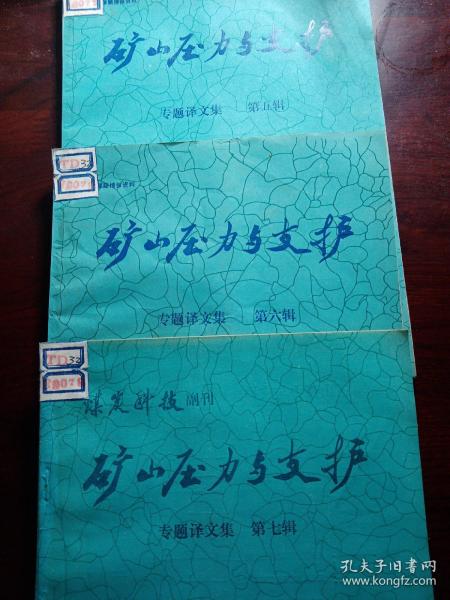 矿山压力与支护
专题译文集 第五辑
TD32
矿山压力与支护
专题译文集 第六辑
TD32
煤炭科技副刊
矿山压力与支护
专题译文集 第七辑
孔夫子旧书网
www.kongfz.com